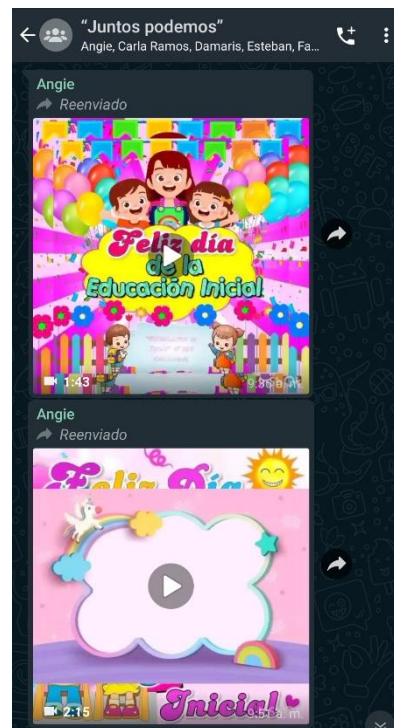 “Juntos podemos”
Angie, Carla Ramos, Damaris, Esteban, Fa...
Angie
Reenviado
Feliz día
de la
Educación Inicial
1:43
Angie
Reenviado
Feliz Día
Inicial
2:15